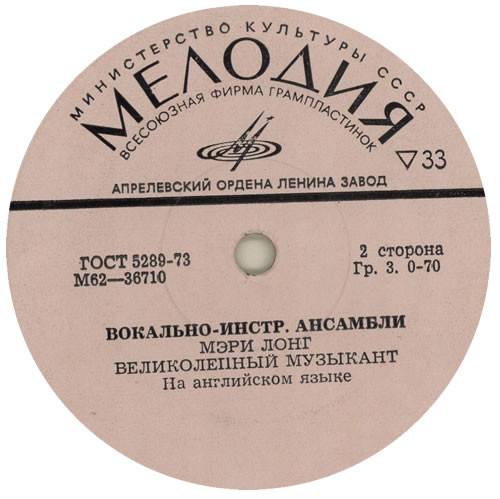 МИНИСТЕРСТВО КУЛЬТУРЫ СССР
МЕЛОДИЯ
ВСЕСОЮЗНАЯ ФИРМА ГРАМПЛАСТИНОК
▽33
АПРЕЛЕВСКИЙ ОРДЕНА ЛЕНИНА ЗАВОД
ГОСТ 5289-73
М62—36710
2 сторона
Гр. 3. 0-70
ВОКАЛЬНО-ИНСТР. АНСАМБЛИ
МЭРИ ЛОНГ
ВЕЛИКОЛЕПНЫЙ МУЗЫКАНТ
На английском языке